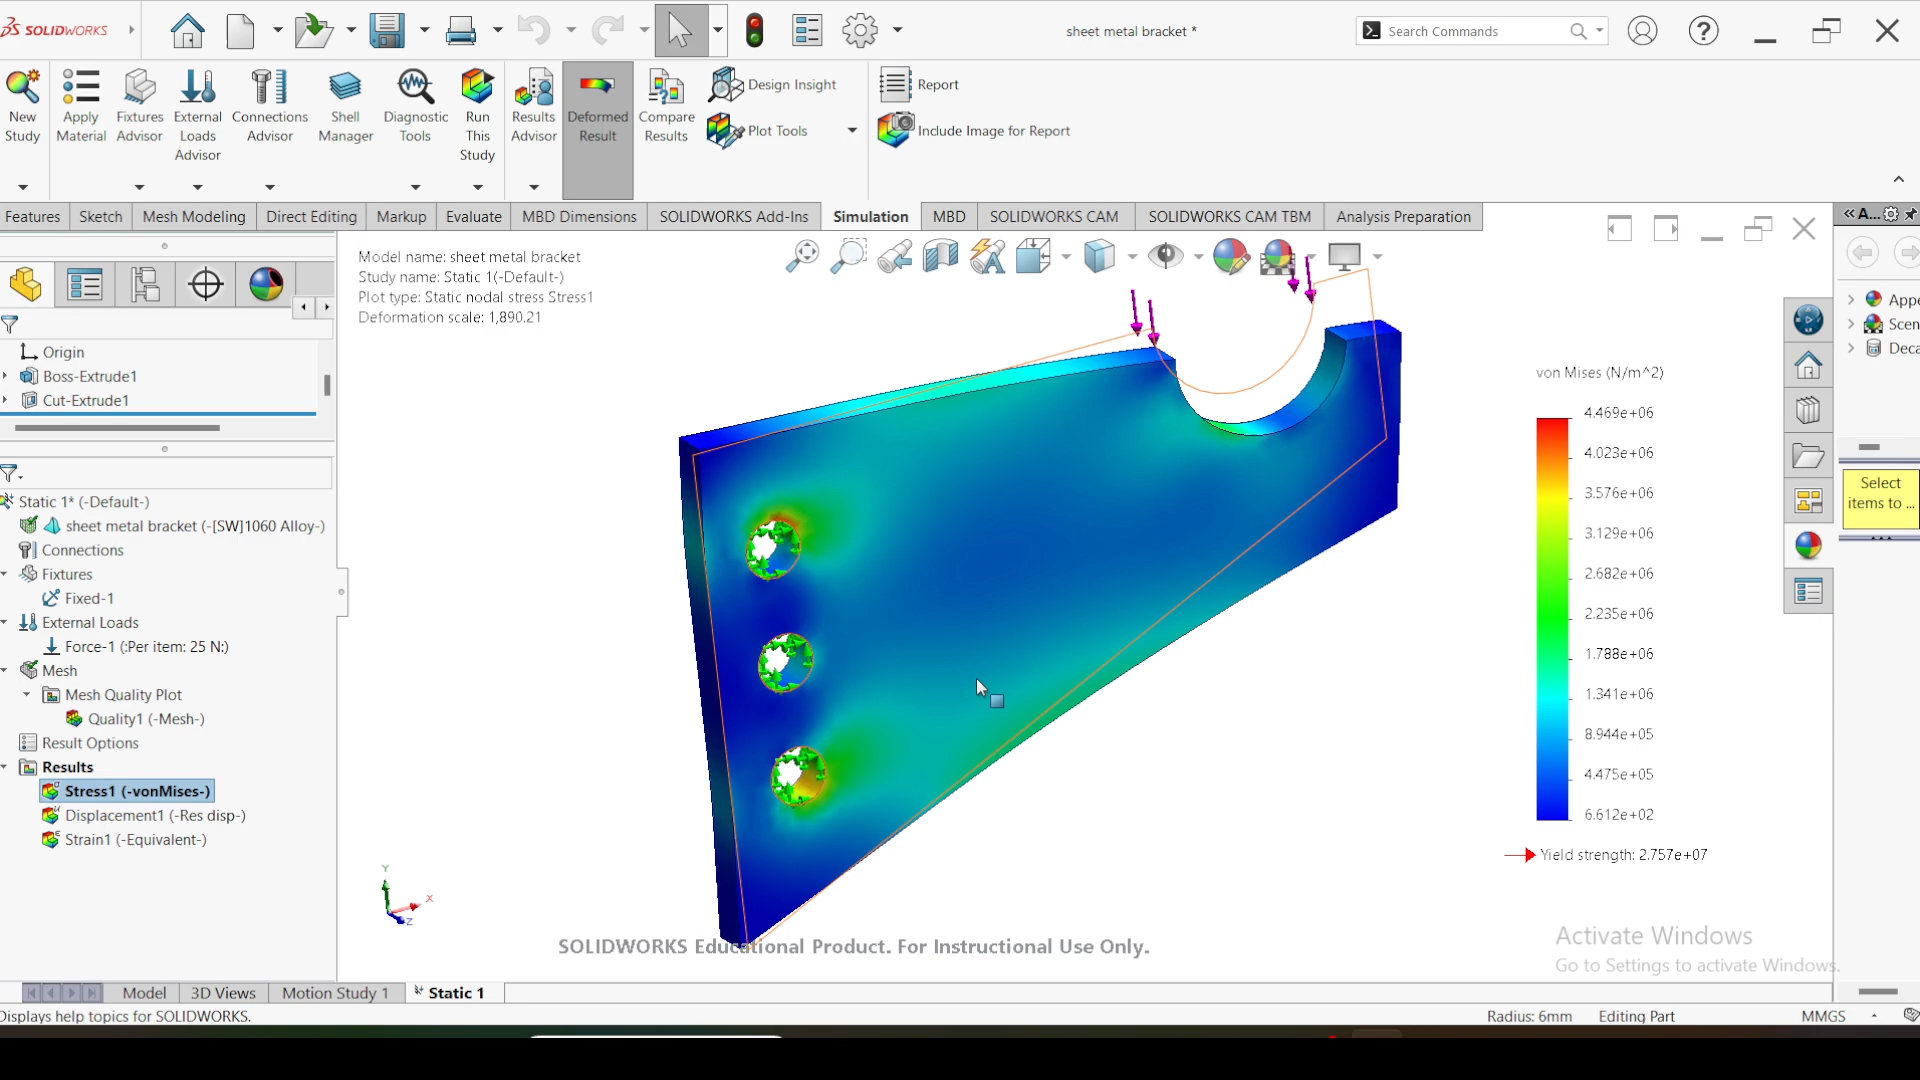 SOLIDWORKS
sheet metal bracket *
Search Commands
New Study
Apply Material
Fixtures Advisor
External Loads Advisor
Connections Advisor
Shell Manager
Diagnostic Tools
Run This Study
Results Advisor
Deformed Result
Compare Results
Design Insight
Plot Tools
Report
Include Image for Report
Features
Sketch
Mesh Modeling
Direct Editing
Markup
Evaluate
MBD Dimensions
SOLIDWORKS Add-Ins
Simulation
MBD
SOLIDWORKS CAM
SOLIDWORKS CAM TBM
Analysis Preparation
A...
Model name: sheet metal bracket
Study name: Static 1(-Default-)
Plot type: Static nodal stress Stress1
Deformation scale: 1,890.21
Origin
Boss-Extrude1
Cut-Extrude1
Static 1* (-Default-)
sheet metal bracket (-[SW]1060 Alloy-)
Connections
Fixtures
Fixed-1
External Loads
Force-1 (:Per item: 25 N:)
Mesh
Mesh Quality Plot
Quality1 (-Mesh-)
Result Options
Results
Stress1 (-vonMises-)
Displacement1 (-Res disp-)
Strain1 (-Equivalent-)
von Mises (N/m^2)
4.469e+06
4.023e+06
3.576e+06
3.129e+06
2.682e+06
2.235e+06
1.788e+06
1.341e+06
8.944e+05
4.475e+05
6.612e+02
Yield strength: 2.757e+07
Appe
Scen
Deca
Select
items to ...
Y
X
Z
SOLIDWORKS Educational Product. For Instructional Use Only.
Activate Windows
Go to Settings to activate Windows.
Model
3D Views
Motion Study 1
Static 1
Displays help topics for SOLIDWORKS.
Radius: 6mm
Editing Part
MMGS